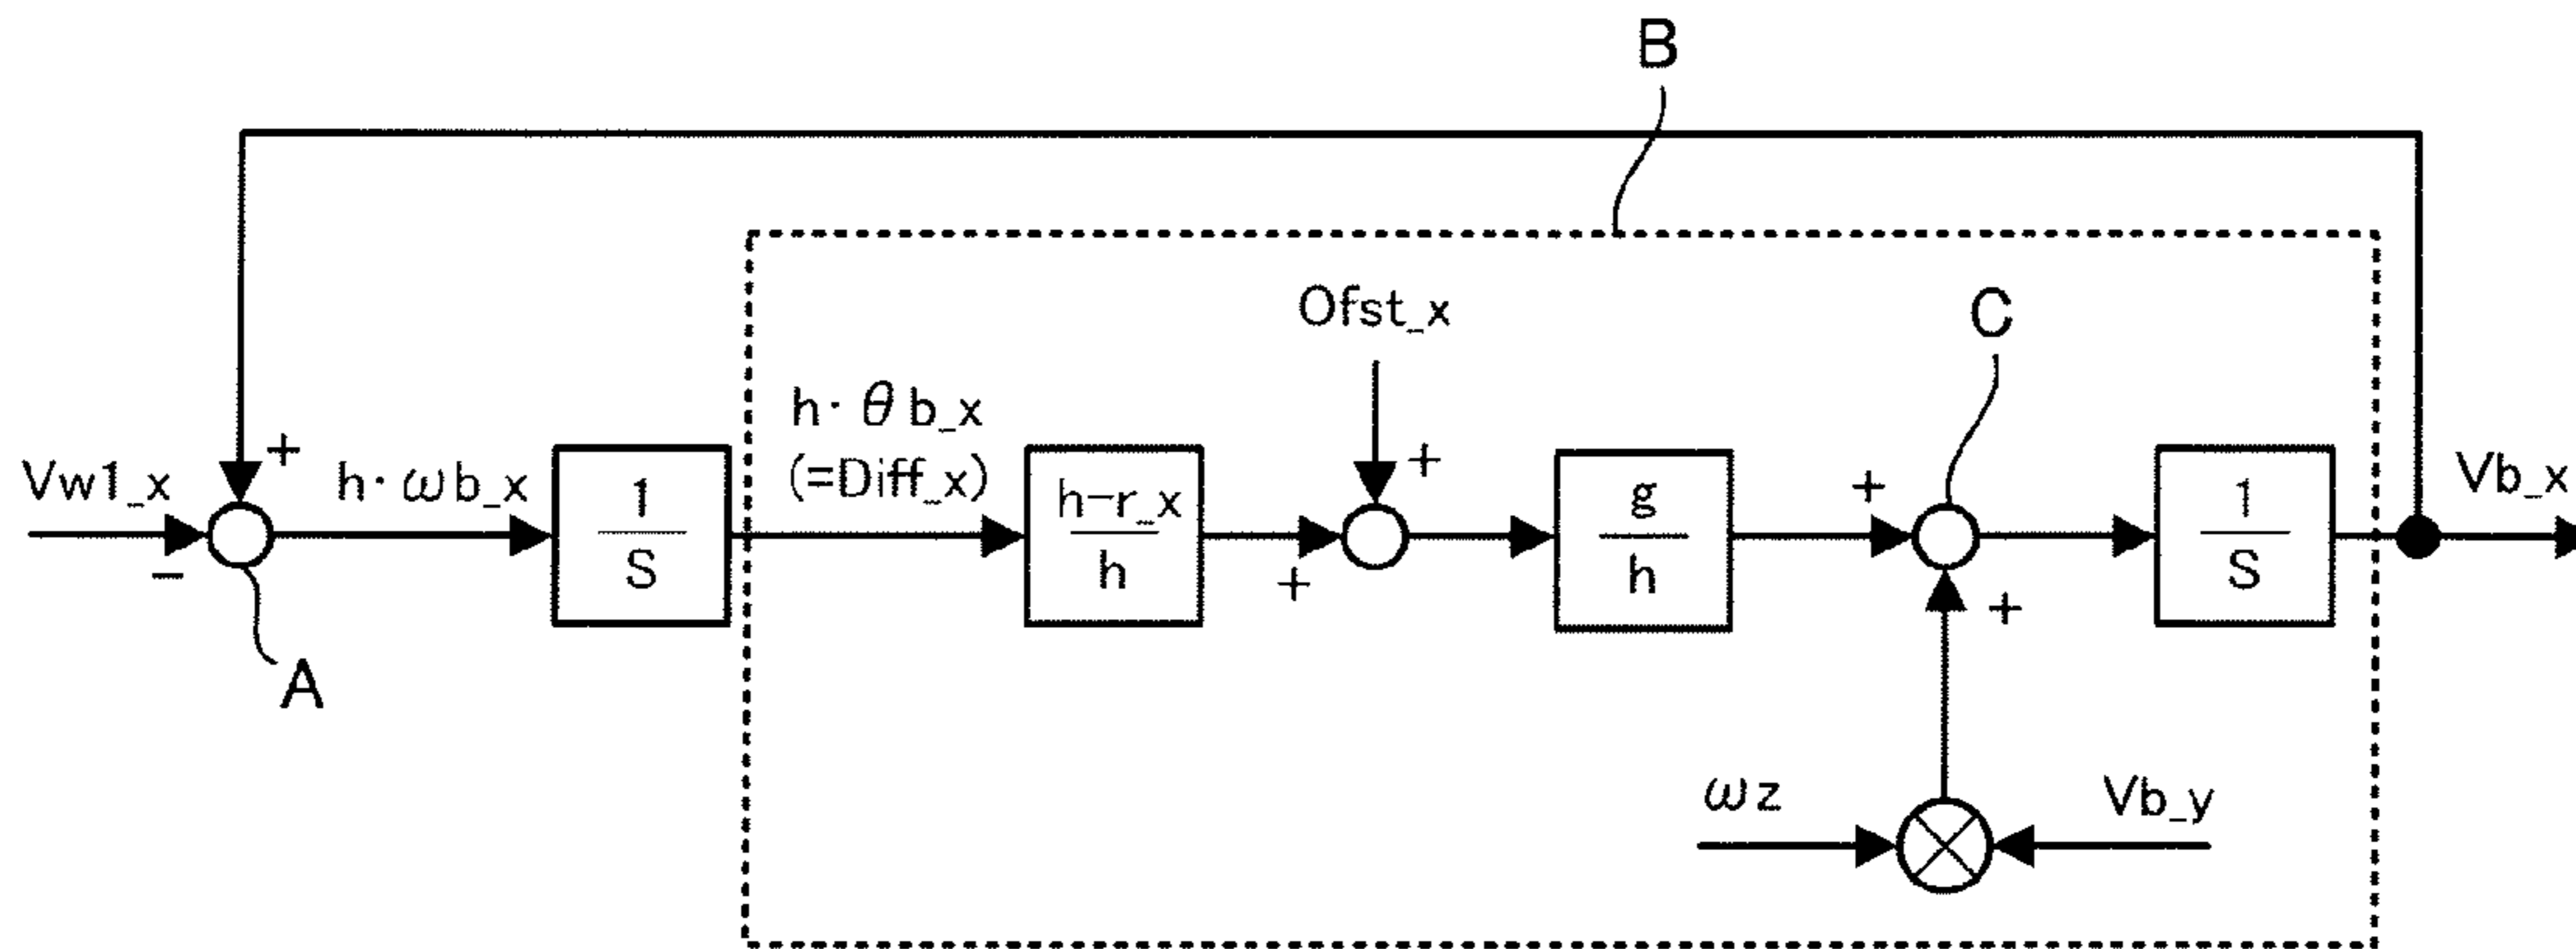 B
Ofst_x
C
+
h・θb_x
(=Diff_x)
+
Vw1_x
h・ωb_x
1
S
h-r_x
h
+
g
h
+
1
S
Vb_x
−
+
+
A
ωz
Vb_y